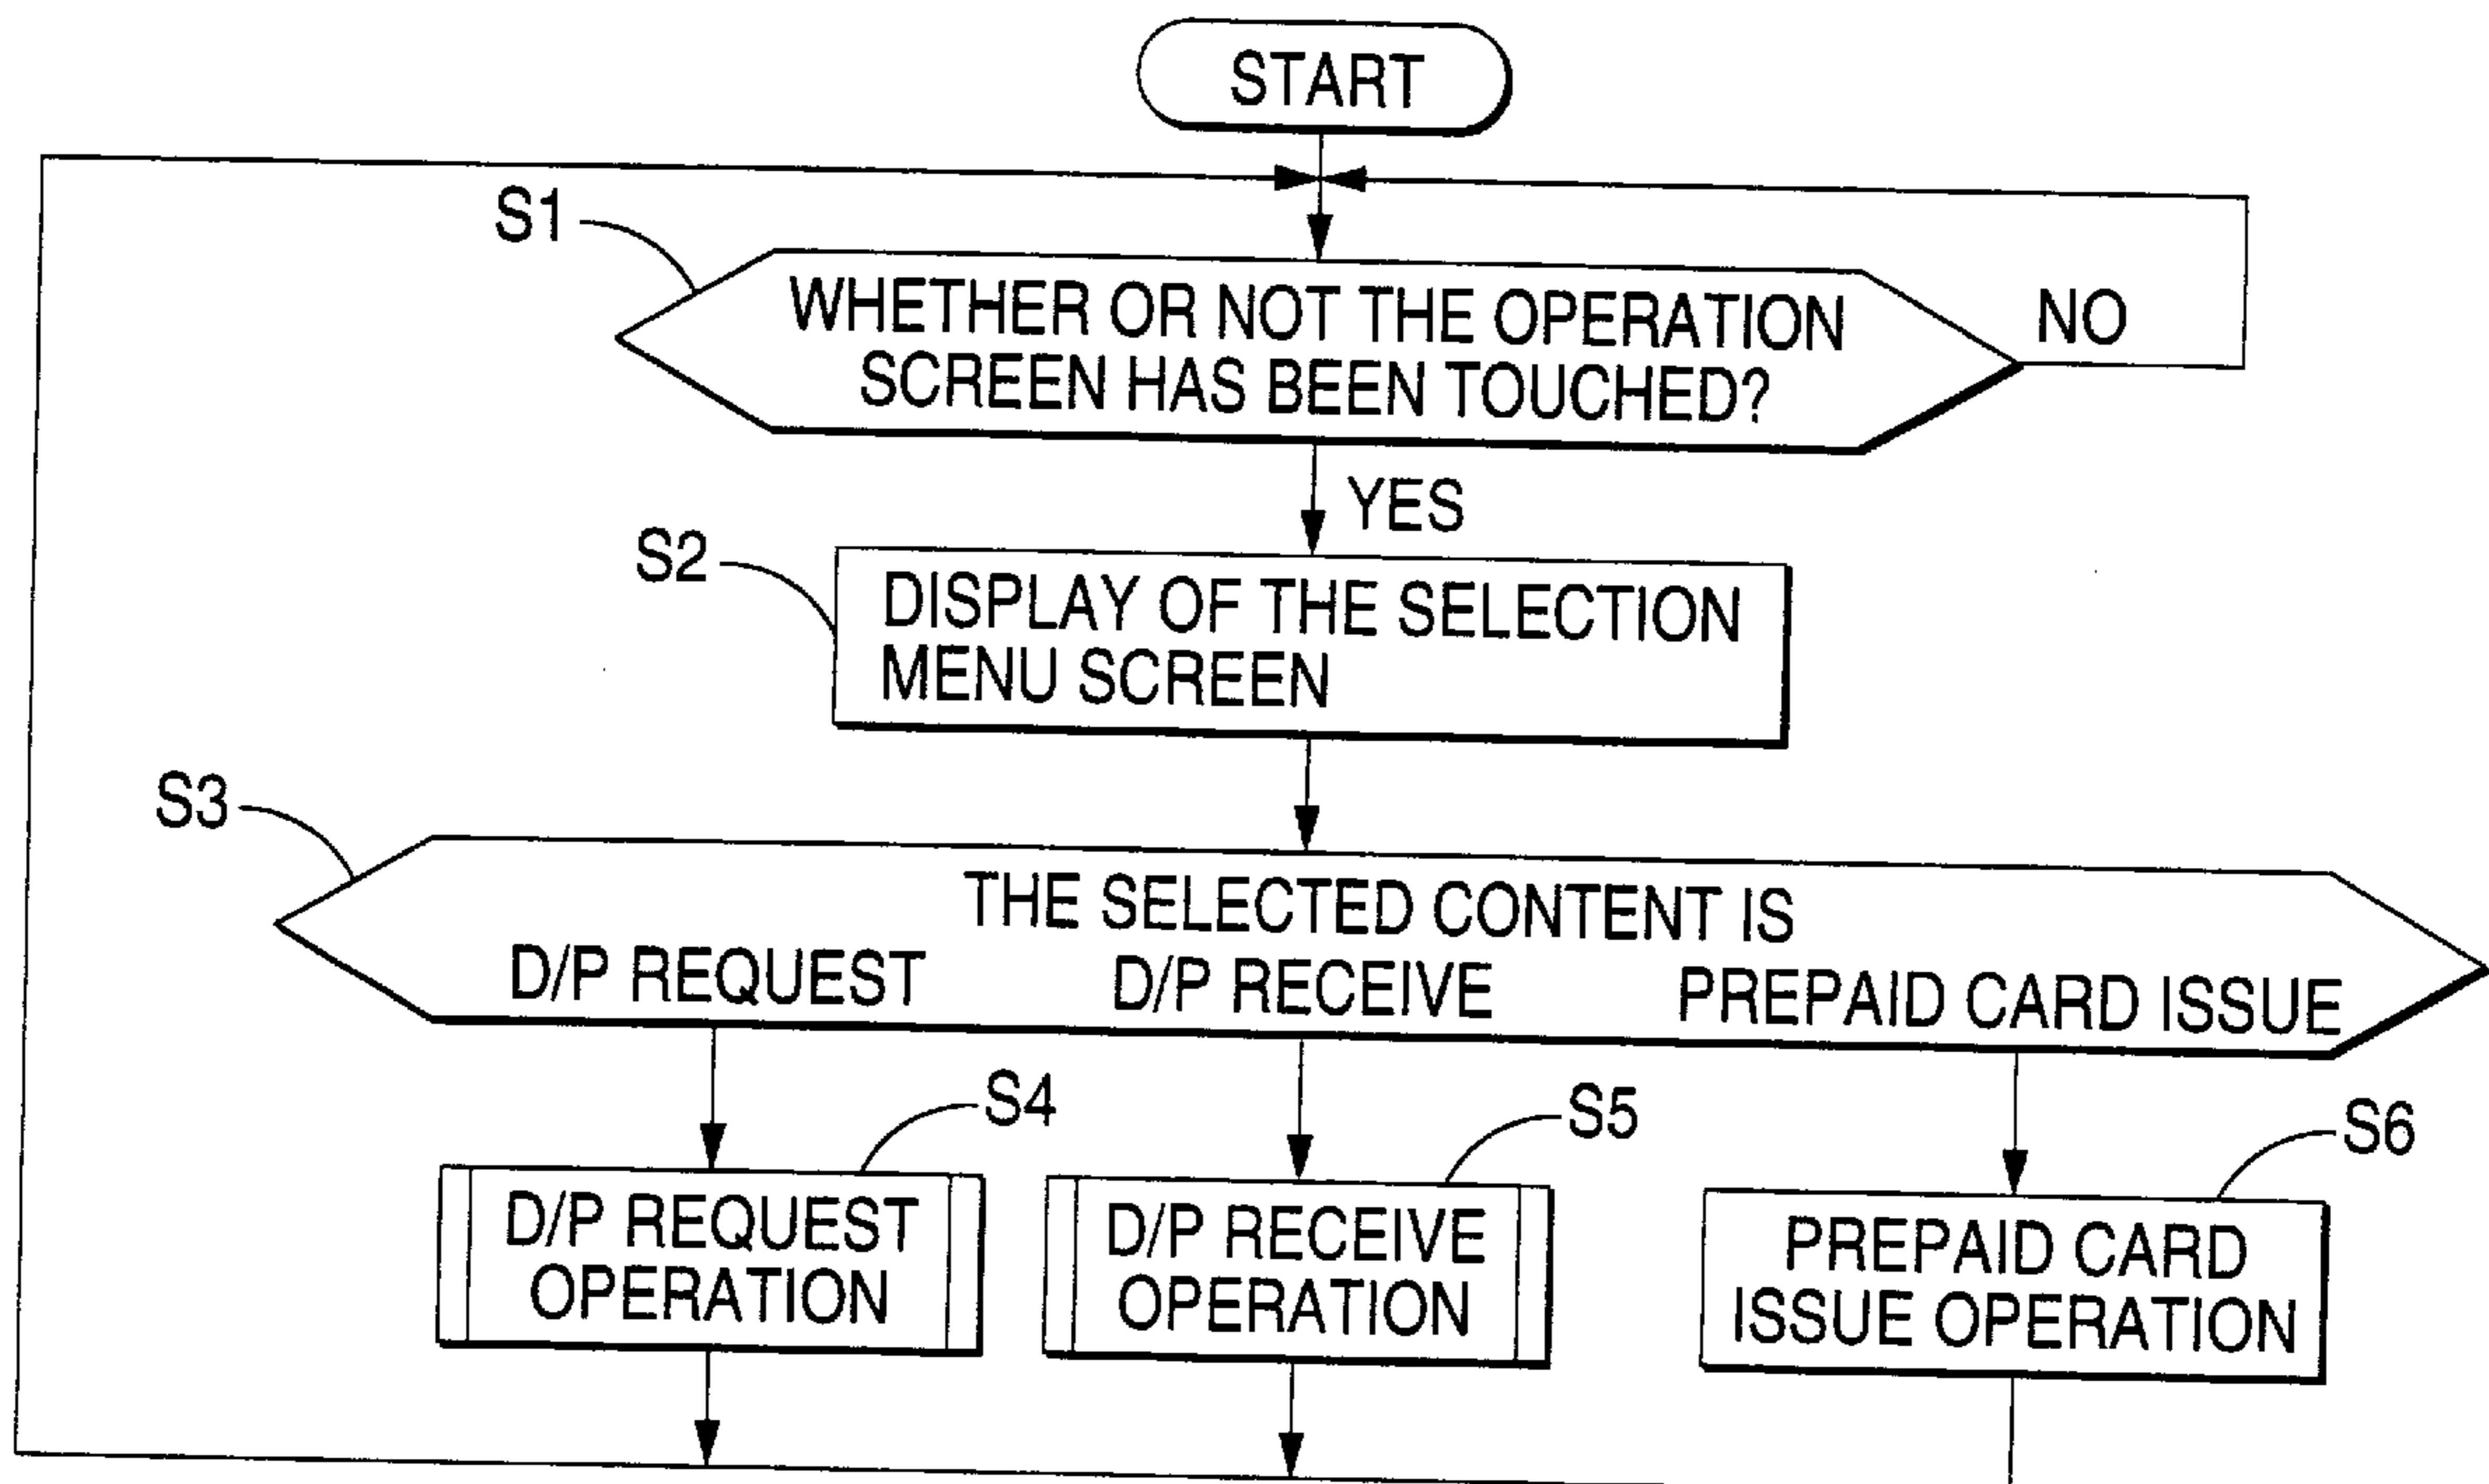 START
S1
WHETHER OR NOT THE OPERATION
SCREEN HAS BEEN TOUCHED?
NO
YES
S2
DISPLAY OF THE SELECTION
MENU SCREEN
S3
THE SELECTED CONTENT IS
D/P REQUEST
D/P RECEIVE
PREPAID CARD ISSUE
S4
S5
S6
D/P REQUEST
OPERATION
D/P RECEIVE
OPERATION
PREPAID CARD
ISSUE OPERATION